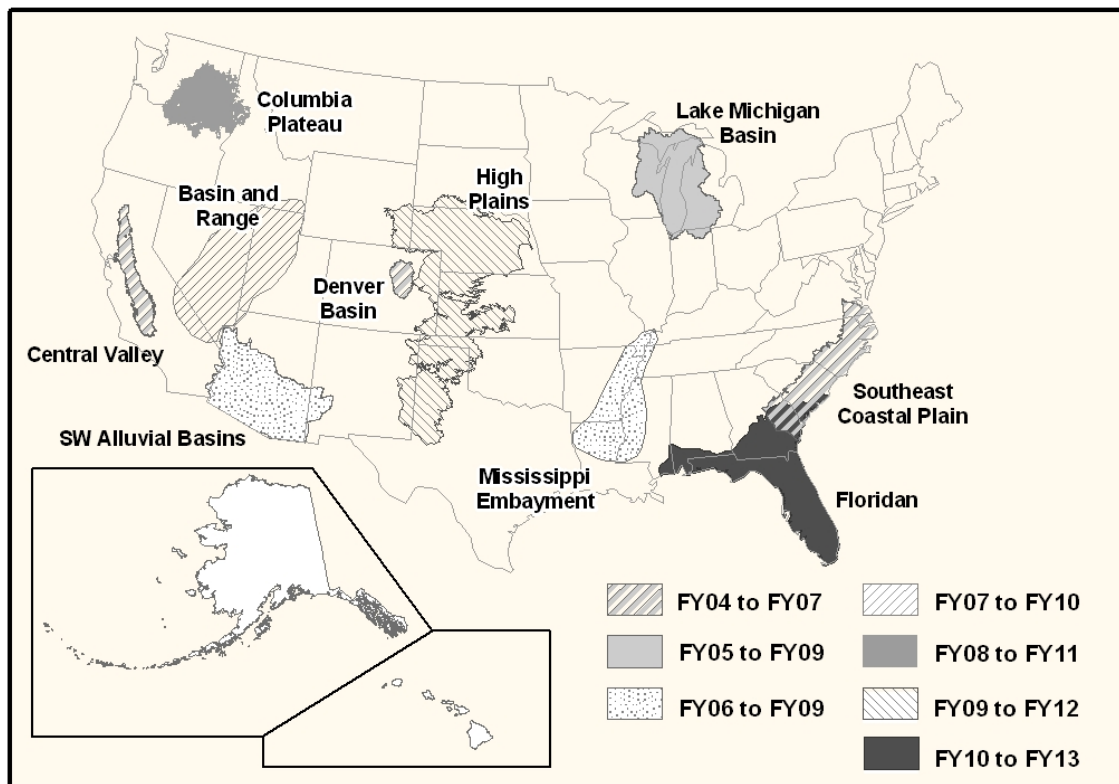 Columbia
Plateau
Lake Michigan
Basin
Basin and
Range
High
Plains
Denver
Basin
Central Valley
Southeast
Coastal Plain
SW Alluvial Basins
Mississippi
Embayment
Floridan
FY04 to FY07
FY07 to FY10
FY05 to FY09
FY08 to FY11
FY06 to FY09
FY09 to FY12
FY10 to FY13